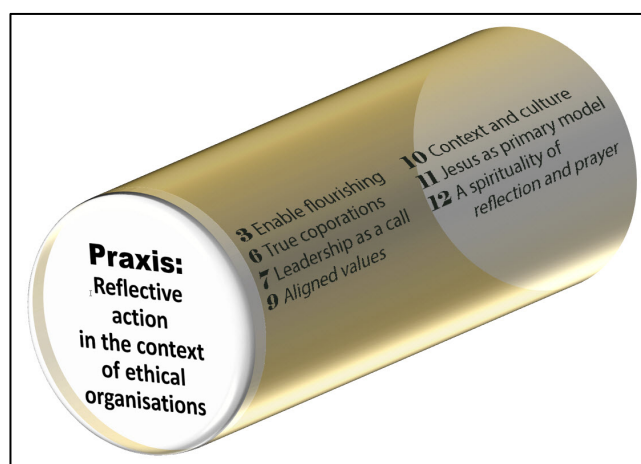 Praxis:
Reflective
action
in the context
of ethical
organisations
3 Enable flourishing
6 True coporations
7 Leadership as a call
9 Aligned values
10 Context and culture
11 Jesus as primary model
12 A spirituality of
reflection and prayer